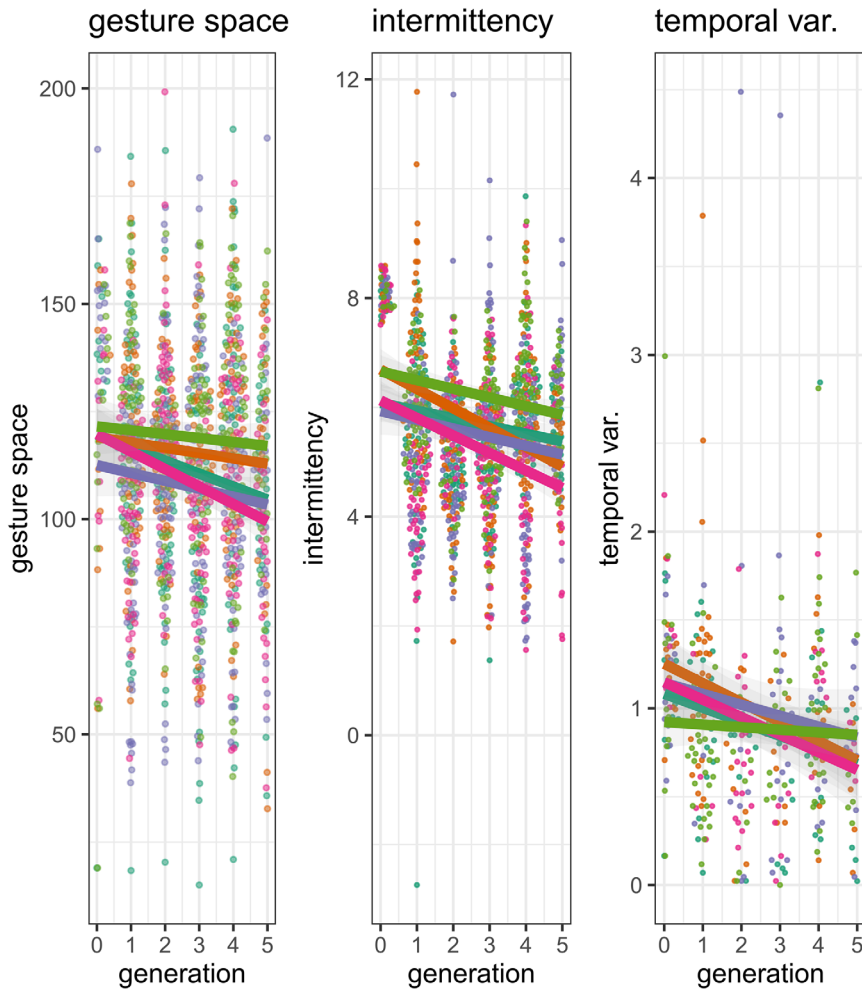 gesture space
intermittency
temporal var.
gesture space
200
150
100
50
0 1 2 3 4 5
generation
intermittency
12
8
4
0
0 1 2 3 4 5
generation
temporal var.
4
3
2
1
0
0 1 2 3 4 5
generation